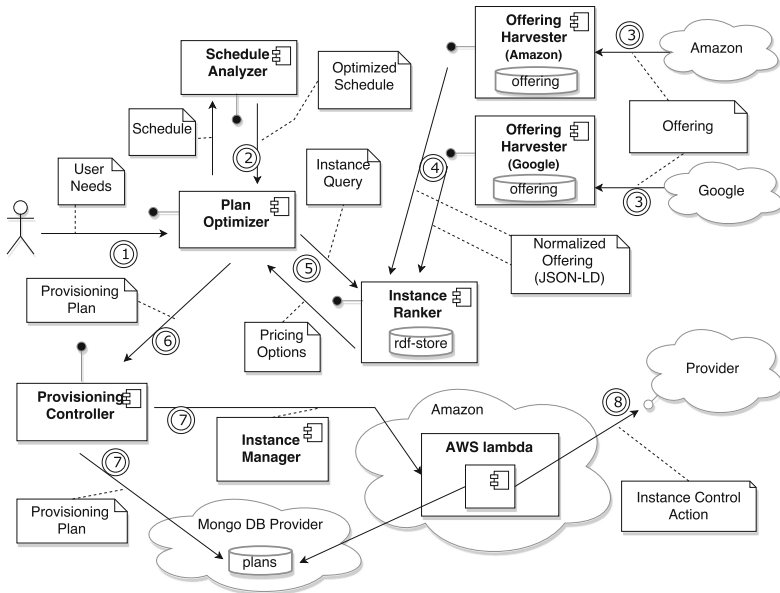 Schedule
Analyzer
Optimized
Schedule
Offering
Harvester
(Amazon)
offering
3
Amazon
Schedule
2
Offering
Offering
Harvester
(Google)
offering
4
3
Google
User
Needs
Instance
Query
Plan
Optimizer
1
5
Normalized
Offering
(JSON-LD)
Provisioning
Plan
6
Pricing
Options
Instance
Ranker
rdf-store
Provider
Provisioning
Controller
7
Instance
Manager
Amazon
8
AWS lambda
7
Provisioning
Plan
Mongo DB Provider
plans
Instance Control
Action